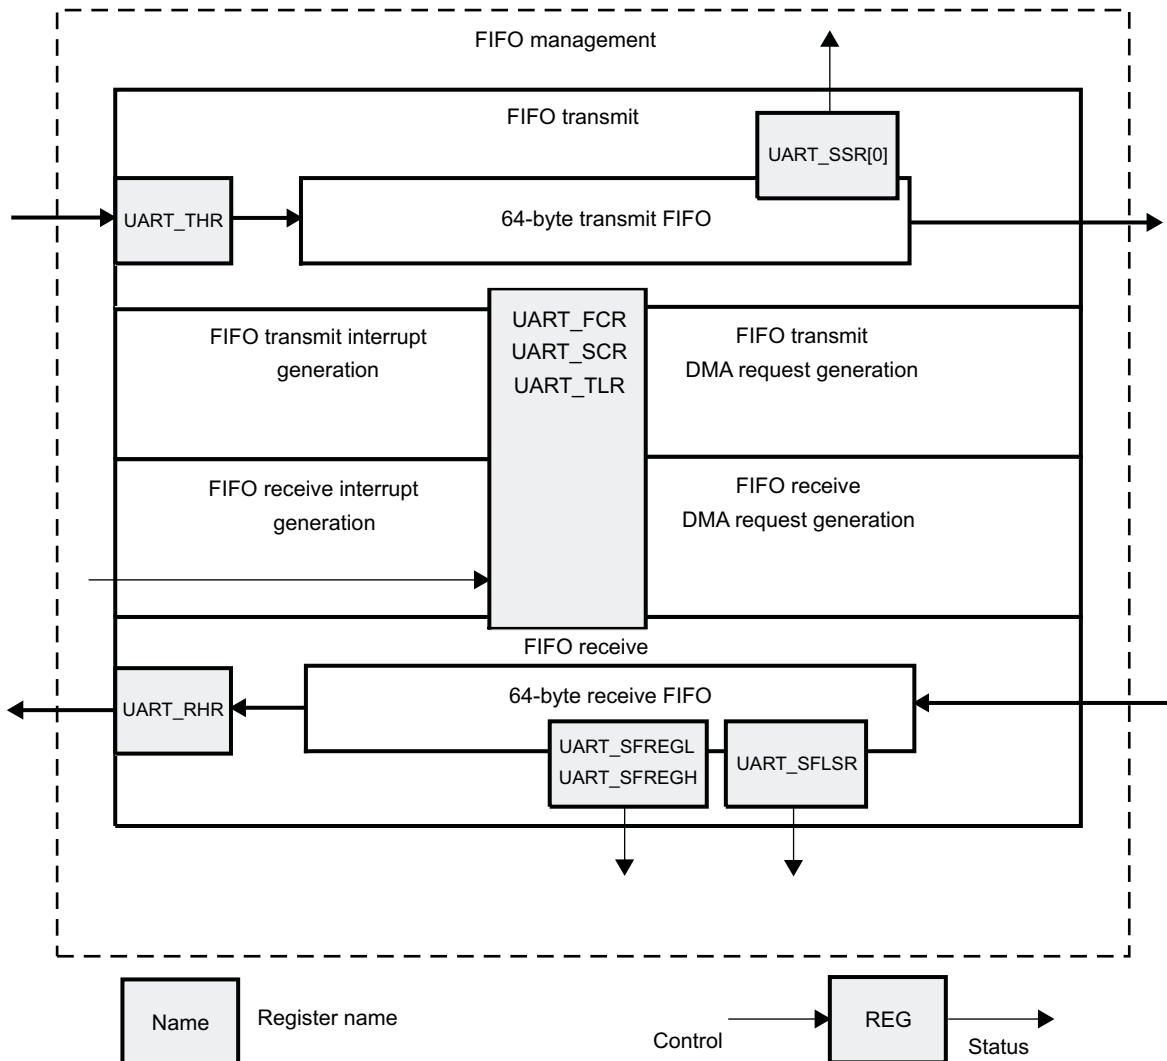 FIFO management
FIFO transmit
UART_SSR[0]
UART_THR
64-byte transmit FIFO
FIFO transmit interrupt
generation
UART_FCR
UART_SCR
UART_TLR
FIFO transmit
DMA request generation
FIFO receive interrupt
generation
FIFO receive
DMA request generation
FIFO receive
UART_RHR
64-byte receive FIFO
UART_SFREGL
UART_SFREGH
UART_SFLSR
Name
Register name
Control
REG
Status